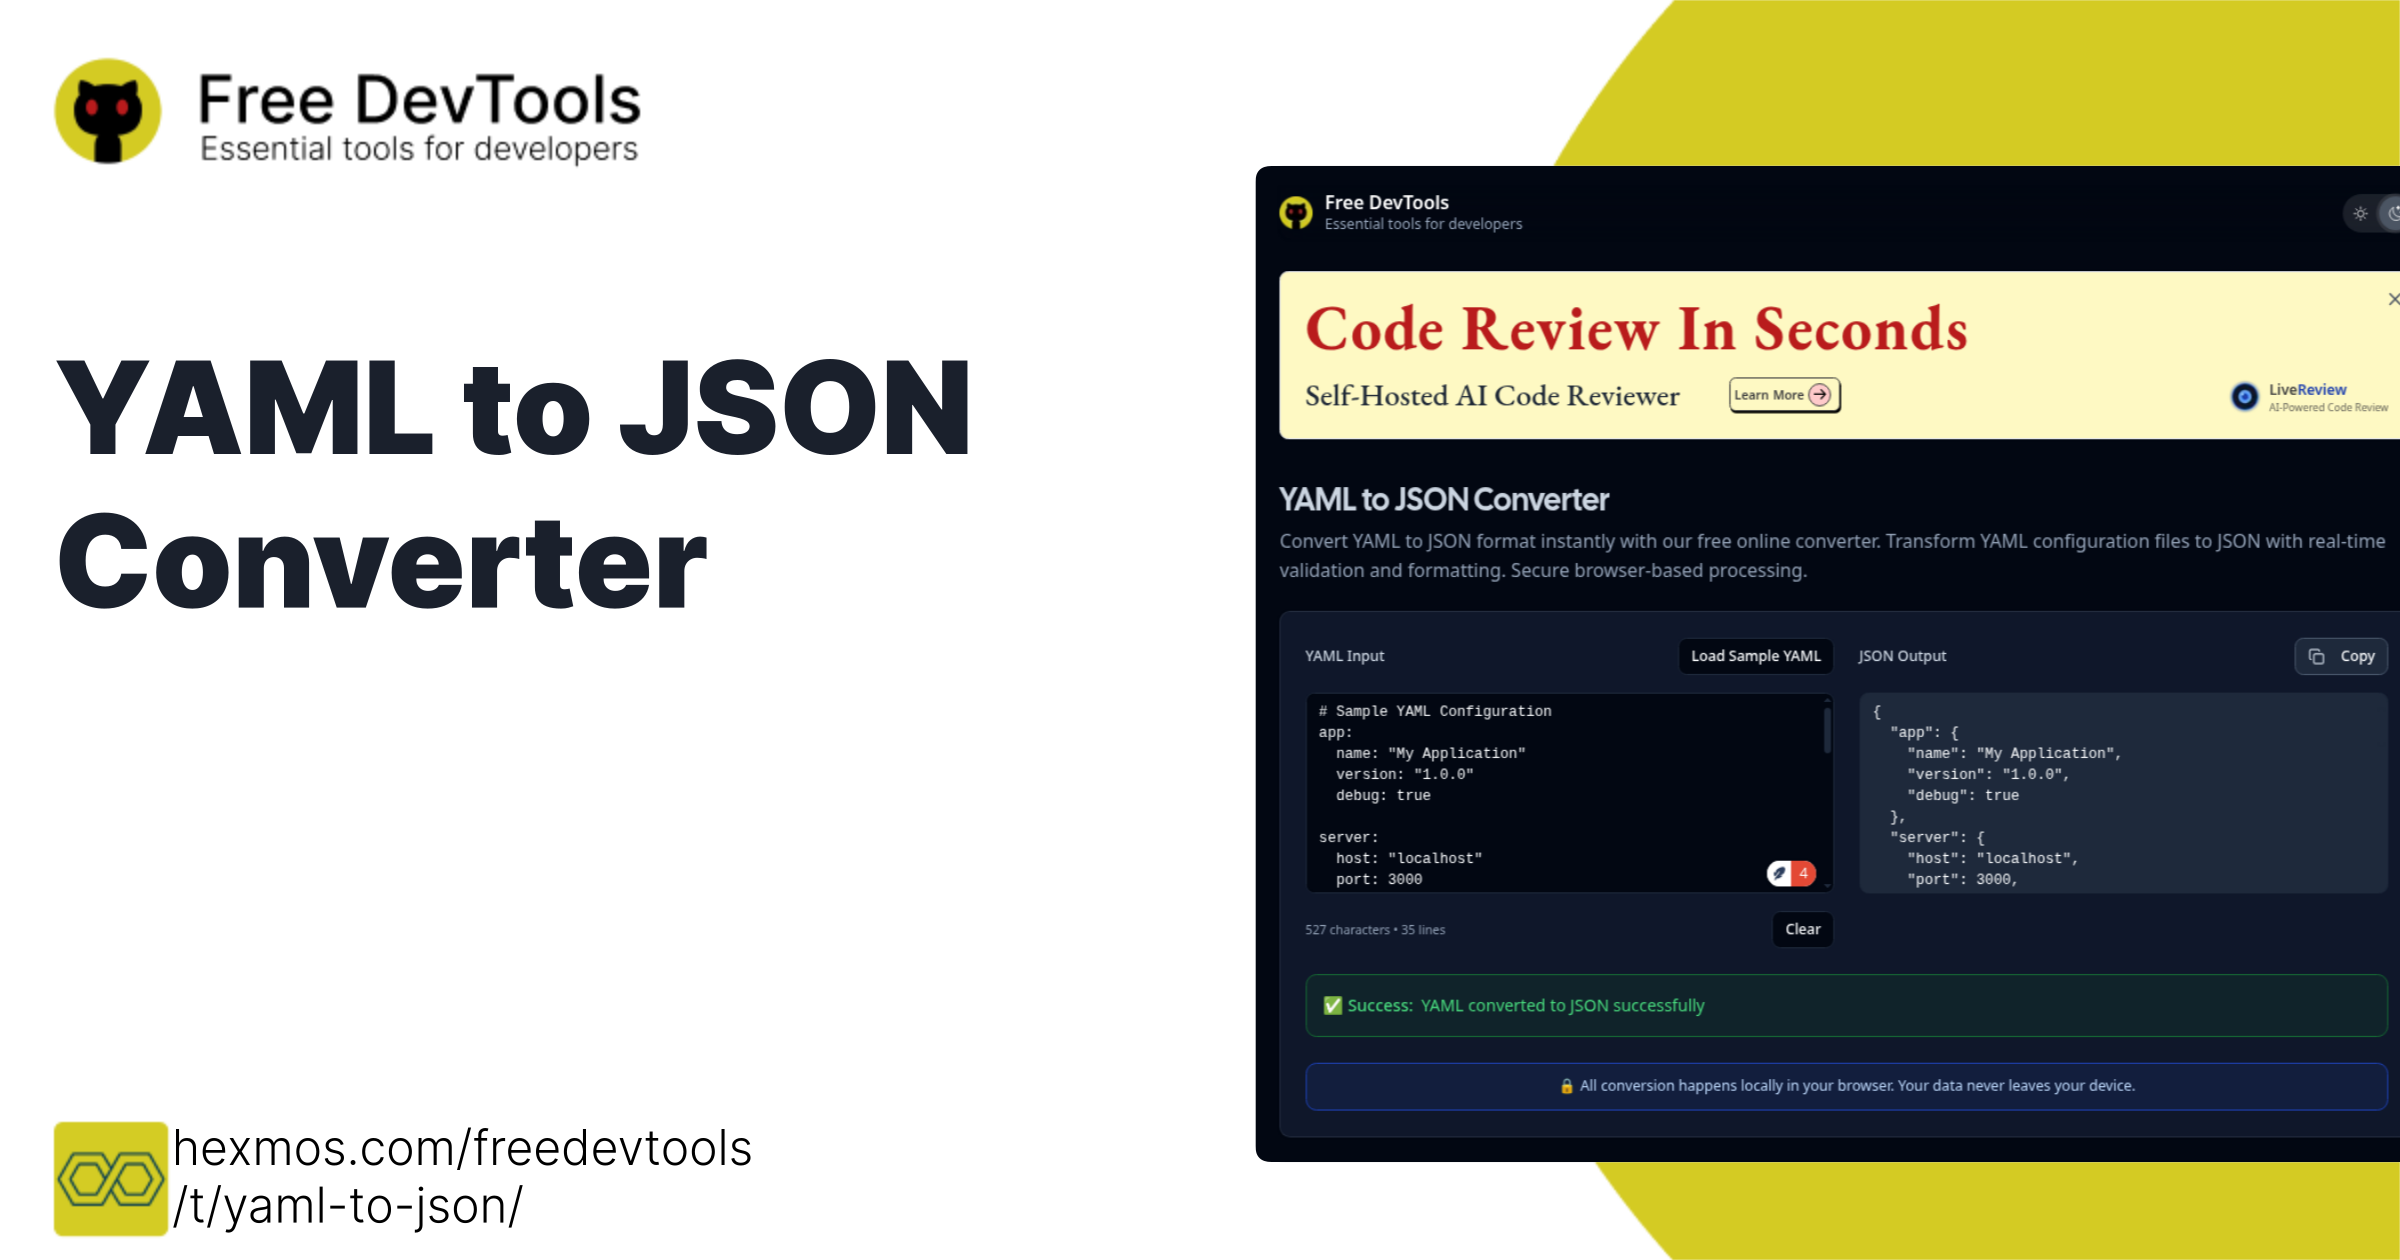 Free DevTools
Essential tools for developers
YAML to JSON
Converter
hexmos.com/freedevtools
/t/yaml-to-json/
Free DevTools
Essential tools for developers
Code Review In Seconds
Self-Hosted AI Code Reviewer
Learn More
LiveReview
AI-Powered Code Review
YAML to JSON Converter
Convert YAML to JSON format instantly with our free online converter. Transform YAML configuration files to JSON with real-time
validation and formatting. Secure browser-based processing.
YAML Input
Load Sample YAML
# Sample YAML Configuration
app:
  name: "My Application"
  version: "1.0.0"
  debug: true
server:
  host: "localhost"
  port: 3000
4
527 characters • 35 lines
Clear
JSON Output
Copy
{
  "app": {
    "name": "My Application",
    "version": "1.0.0",
    "debug": true
  },
  "server": {
    "host": "localhost",
    "port": 3000,
✅ Success: YAML converted to JSON successfully
🔒 All conversion happens locally in your browser. Your data never leaves your device.